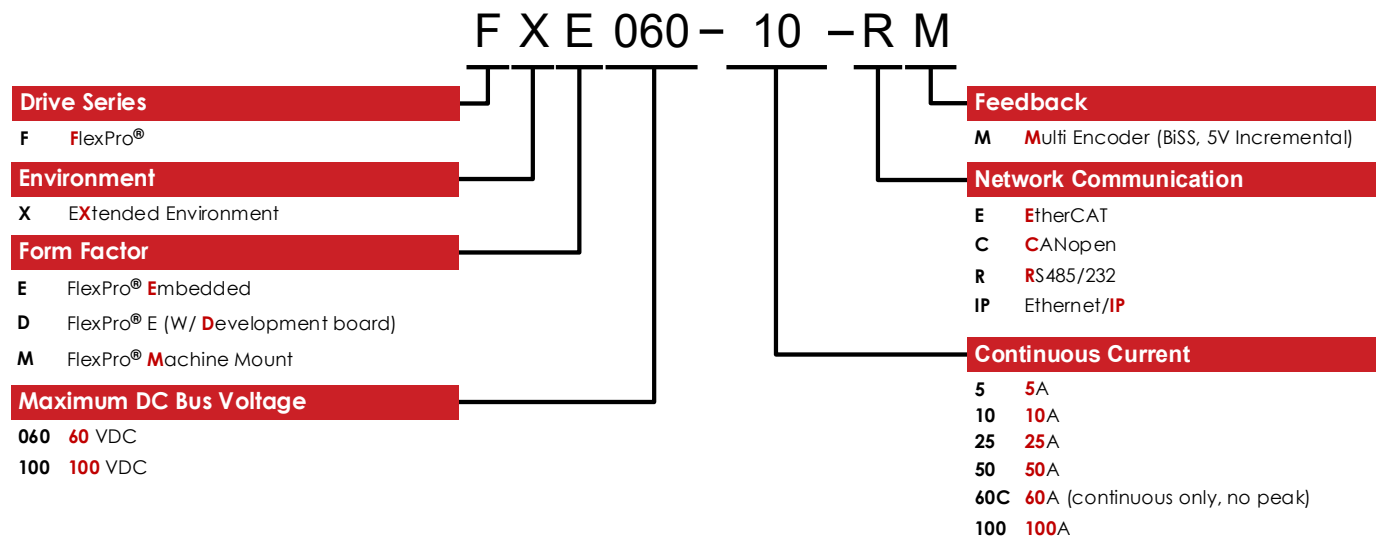 F X E 060 – 10 – R M
Drive Series
F FlexPro®
Environment
X EXtended Environment
Form Factor
E FlexPro® Embedded
D FlexPro® E (W/ Development board)
M FlexPro® Machine Mount
Maximum DC Bus Voltage
060 60 VDC
100 100 VDC
Feedback
M Multi Encoder (BiSS, 5V Incremental)
Network Communication
E EtherCAT
C CANopen
R RS485/232
IP Ethernet/IP
Continuous Current
5 5A
10 10A
25 25A
50 50A
60C 60A (continuous only, no peak)
100 100A